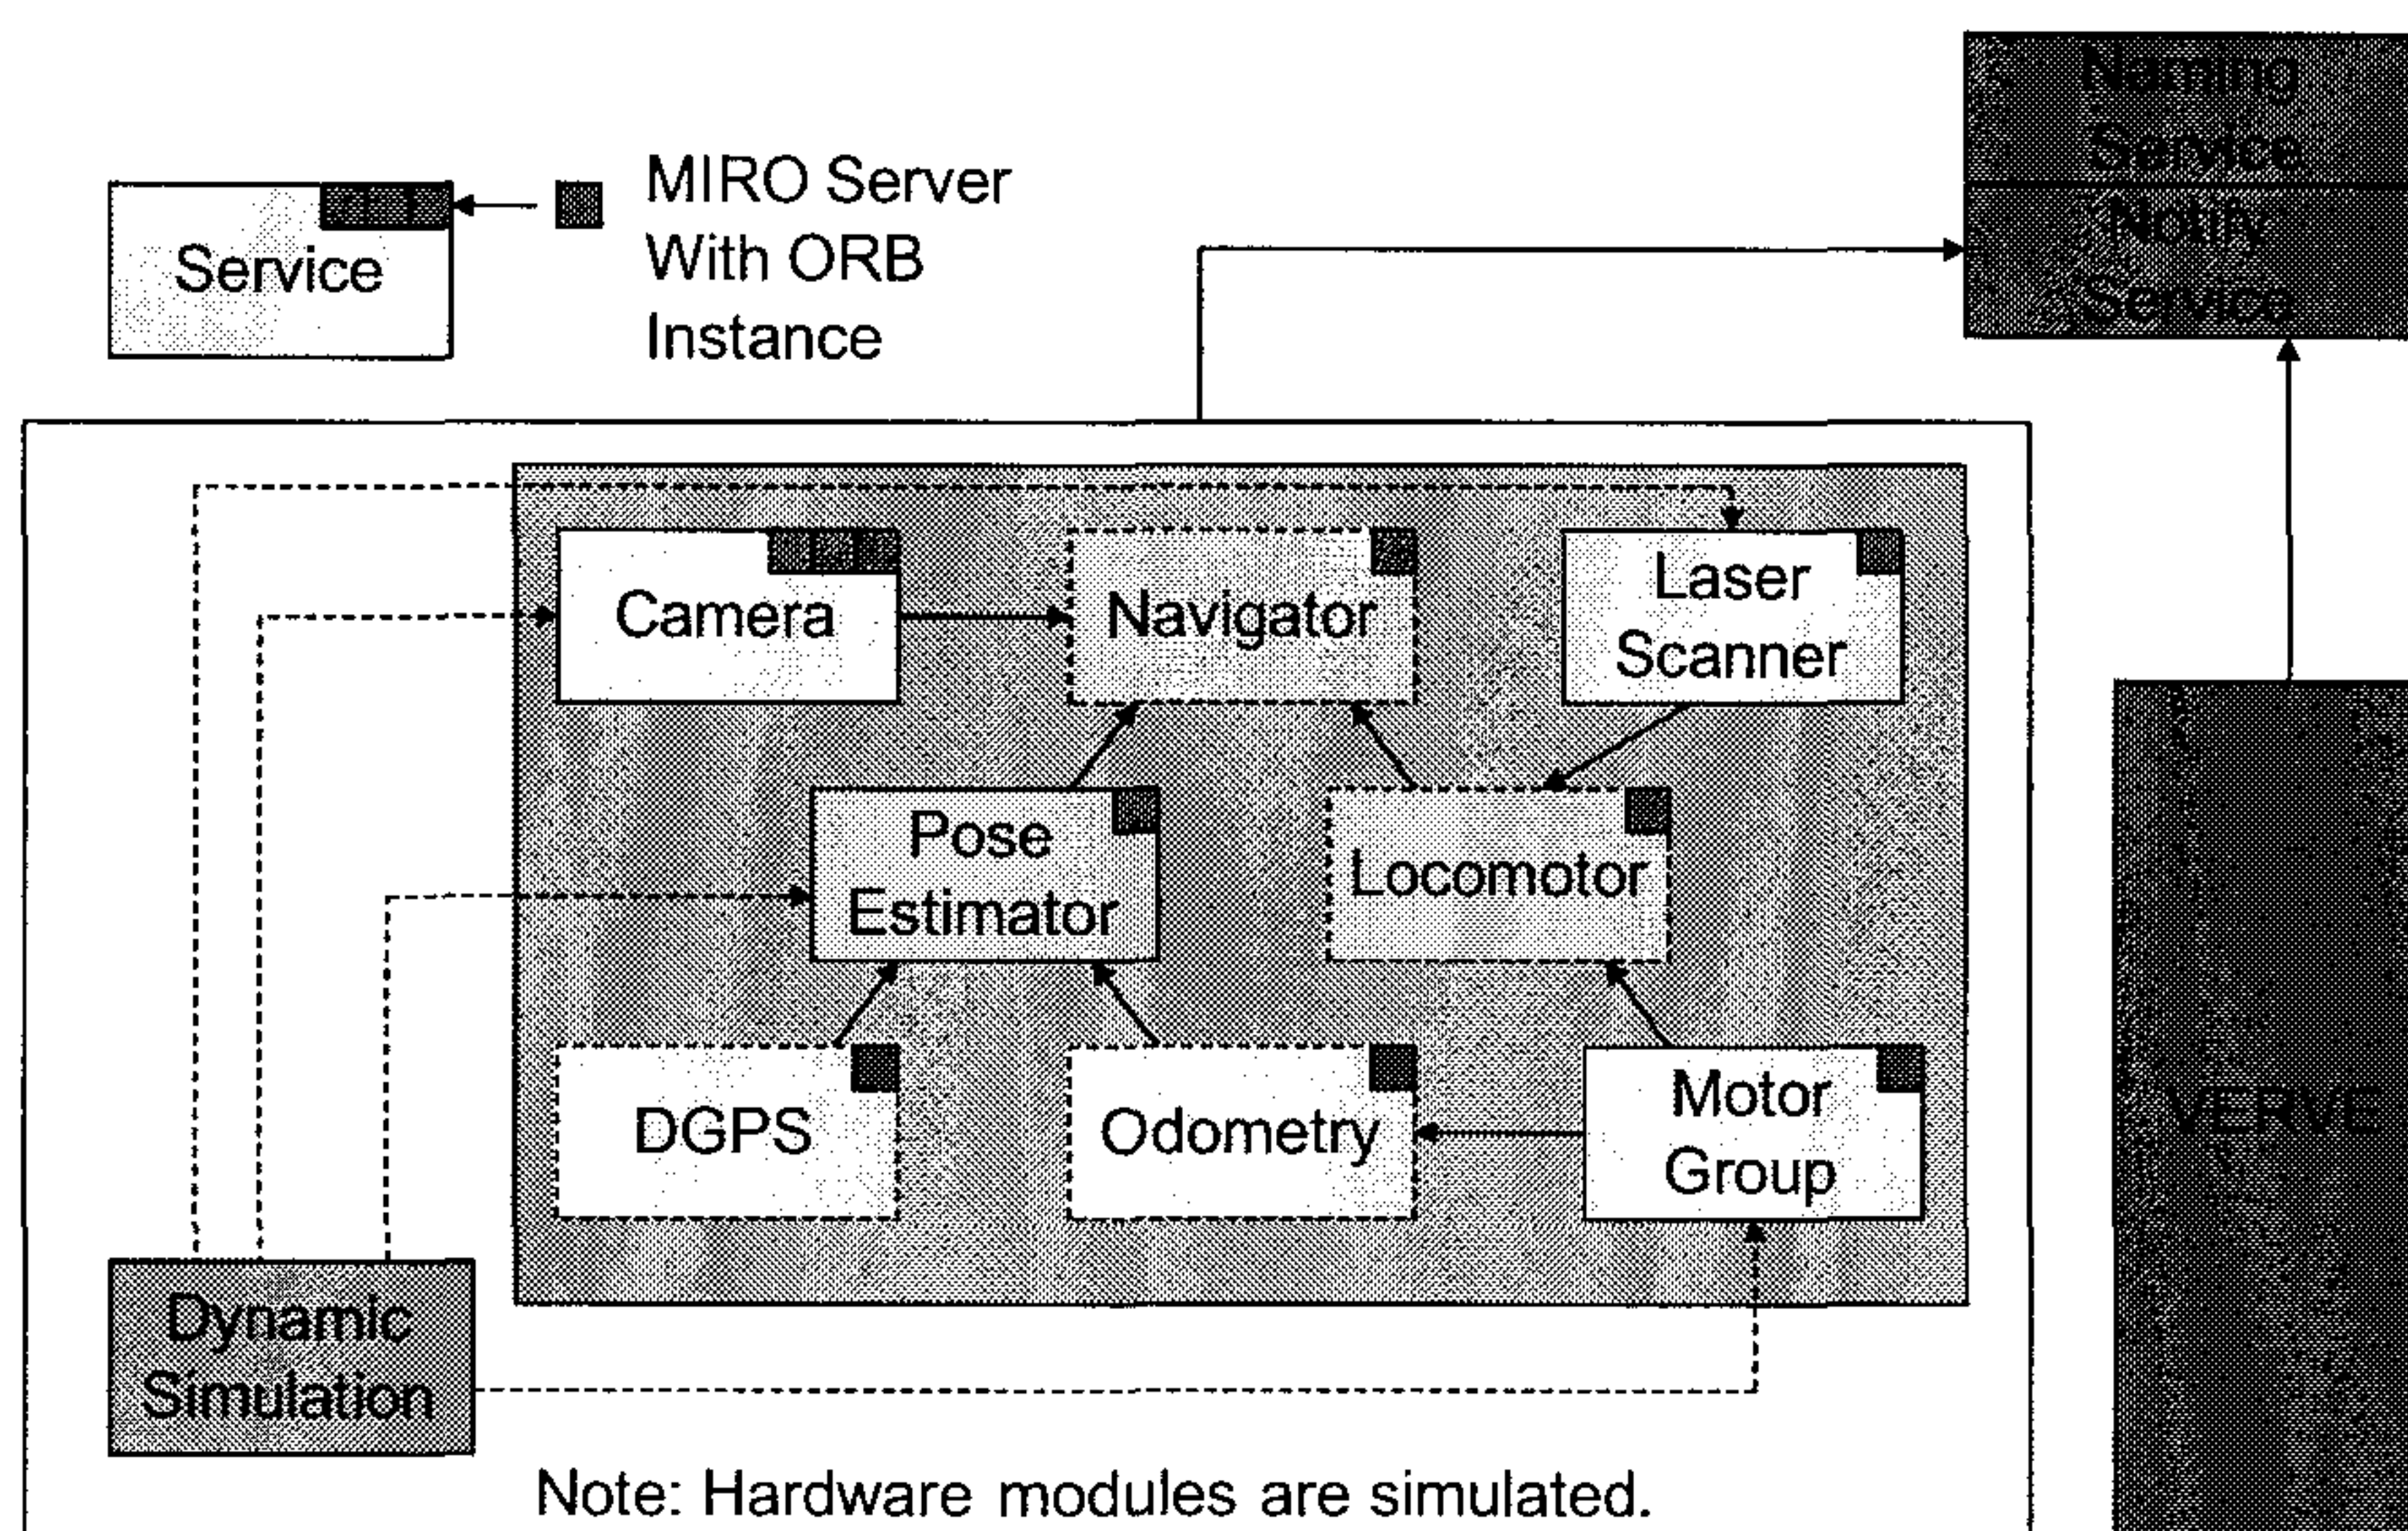 Naming
Service
Notify
Service
MIRO Server
With ORB
Instance
Service
Camera
Navigator
Laser
Scanner
Pose
Estimator
Locomotor
DGPS
Odometry
Motor
Group
VERVE
Dynamic
Simulation
Note: Hardware modules are simulated.